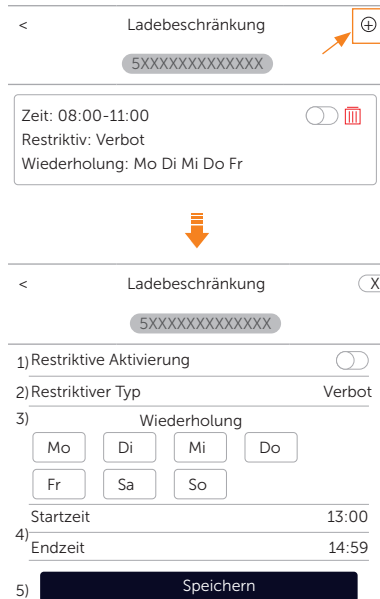 < Ladebeschränkung
5XXXXXXXXXXXXX
Zeit: 08:00-11:00
Restriktiv: Verbot
Wiederholung: Mo Di Mi Do Fr
< Ladebeschränkung X
5XXXXXXXXXXXXX
1) Restriktive Aktivierung
2) Restriktiver Typ Verbot
3) Wiederholung
Mo Di Mi Do
Fr Sa So
Startzeit 13:00
4)
Endzeit 14:59
5) Speichern